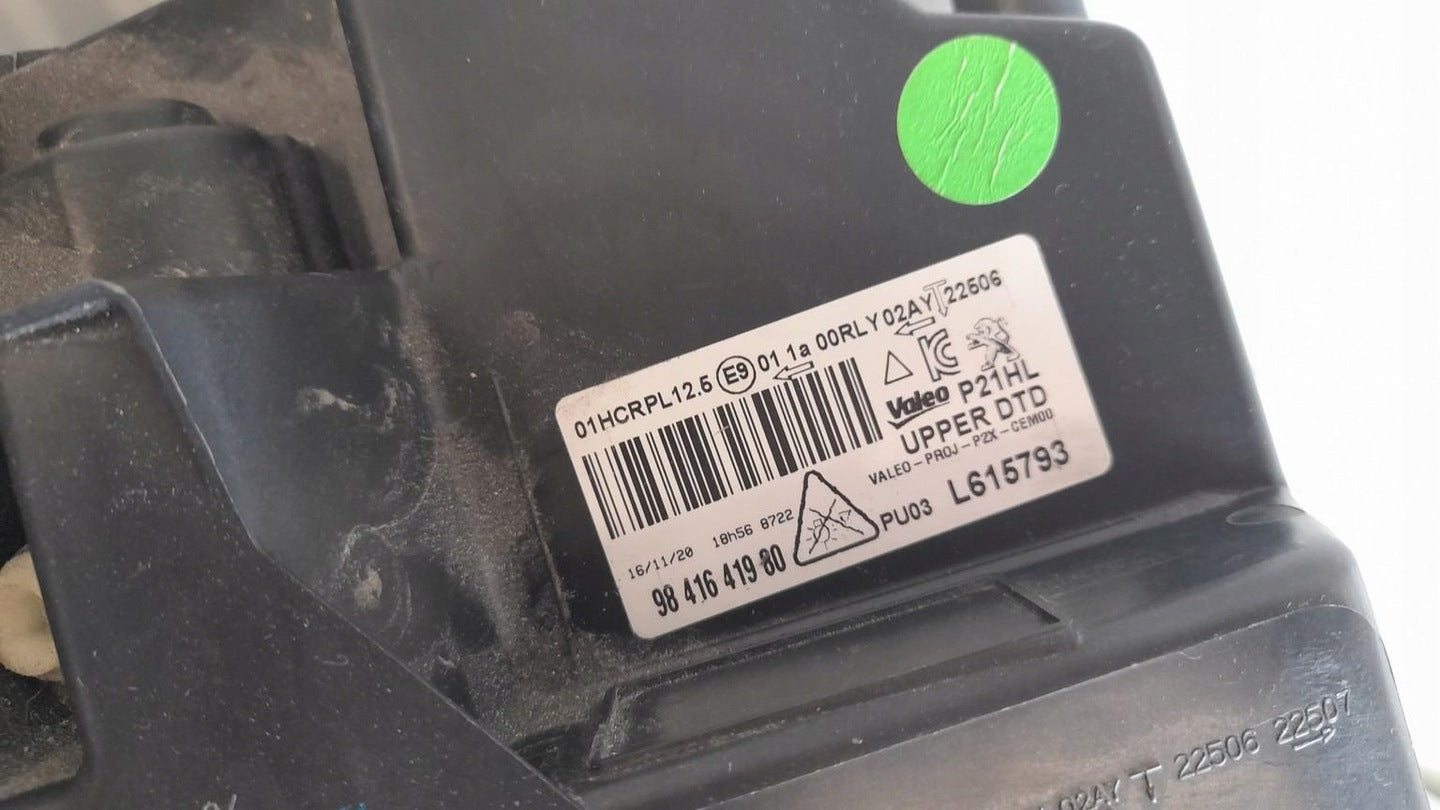 01HCRPL12.5 E9 01 1a 00RLY 02AY 22506
Valeo P21HL
UPPER DTD
VALEO-PROJ-P2X-CEM00
16/11/20 18h56 8722
PU03 L615793
98 416 419 80
02AY 22506 22507